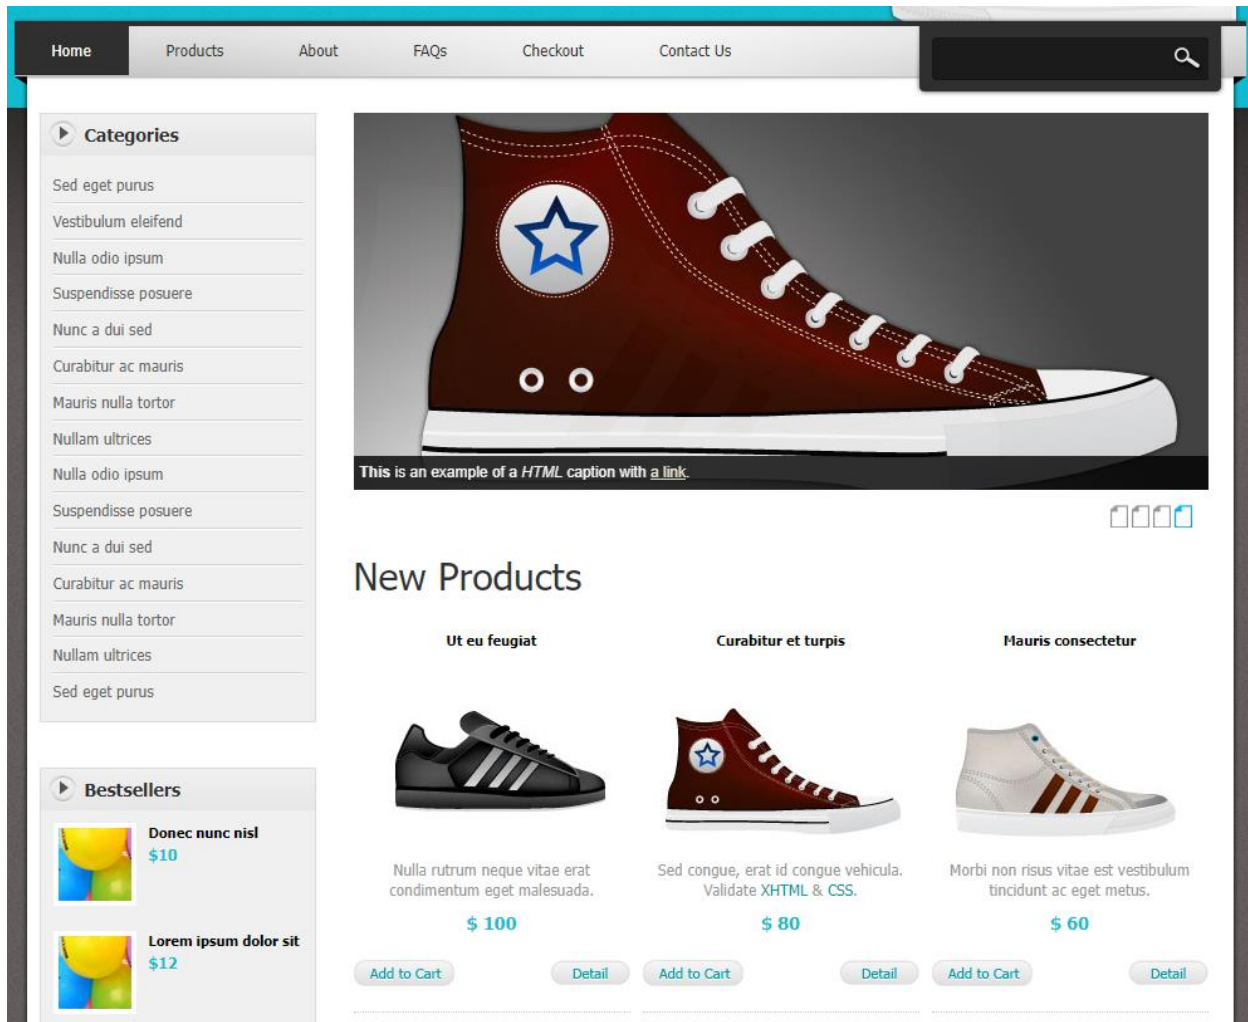 Home
Products
About
FAQs
Checkout
Contact Us
Categories
Sed eget purus
Vestibulum eleifend
Nulla odio ipsum
Suspendisse posuere
Nunc a dui sed
Curabitur ac mauris
Mauris nulla tortor
Nullam ultrices
Nulla odio ipsum
Suspendisse posuere
Nunc a dui sed
Curabitur ac mauris
Mauris nulla tortor
Nullam ultrices
Sed eget purus
Bestsellers
Donec nunc nisl
$10
Lorem ipsum dolor sit
$12
This is an example of a HTML caption with a link.
New Products
Ut eu feugiat
Nulla rutrum neque vitae erat
condimentum eget malesuada.
$ 100
Add to Cart
Detail
Curabitur et turpis
Sed congue, erat id congue vehicula.
Validate XHTML & CSS.
$ 80
Add to Cart
Detail
Mauris consectetur
Morbi non risus vitae est vestibulum
tincidunt ac eget metus.
$ 60
Add to Cart
Detail